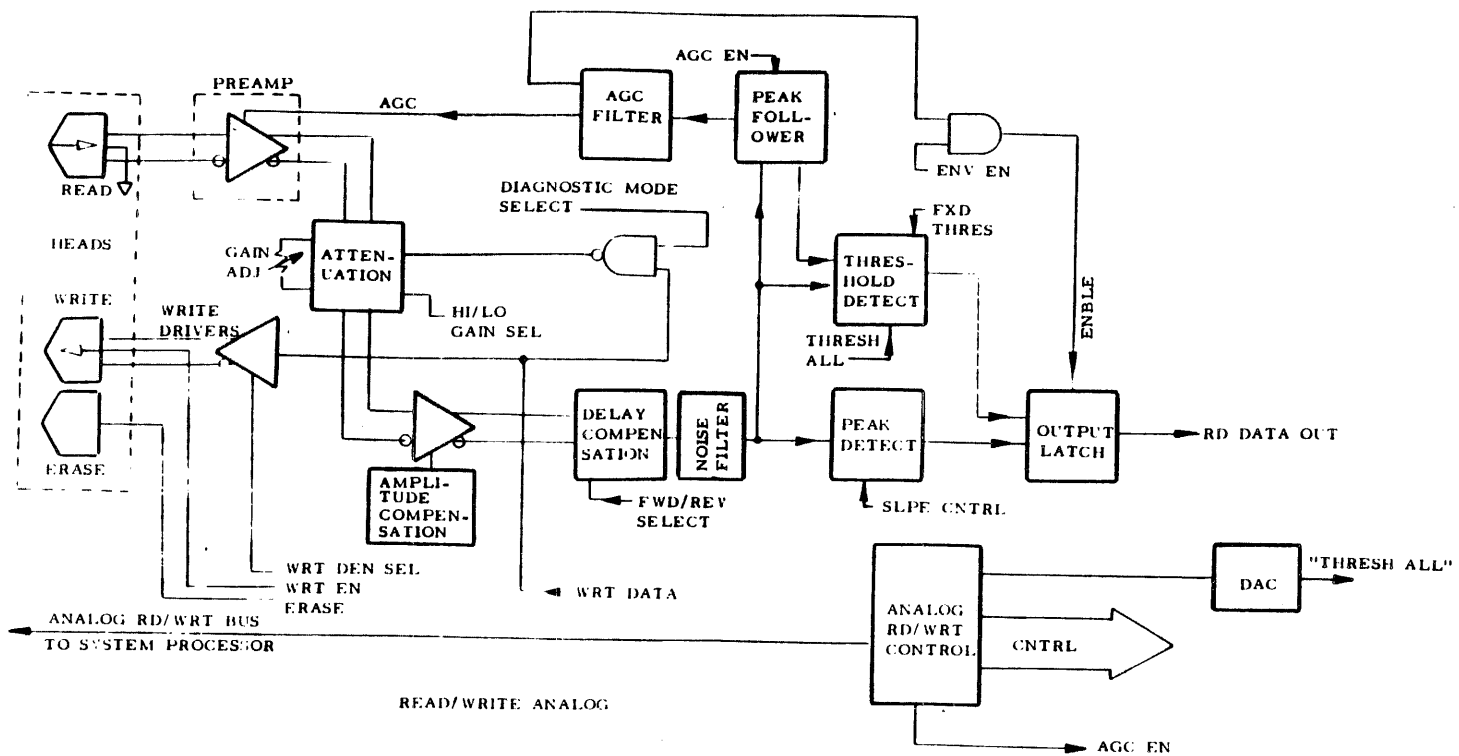 AGC EN
PREAMP
AGC
AGC
FILTER
PEAK
FOLL-
OWER
READ
ENV EN
DIAGNOSTIC MODE
SELECT
FXD
THRES
HEADS
GAIN
ADJ
ATTEN-
UATION
THRES-
HOLD
DETECT
WRITE
WRITE
DRIVERS
HI/LO
GAIN SEL
THRESH
ALL
ENBLE
DELAY
COMPEN
SATION
NOISE
FILTER
PEAK
DETECT
OUTPUT
LATCH
RD DATA OUT
ERASE
AMPLI-
TUDE
COMPEN-
SATION
FWD/REV
SELECT
SLPE CNTRL
WRT DEN SEL
WRT EN
ERASE
WRT DATA
DAC
"THRESH ALL"
ANALOG RD/WRT BUS
TO SYSTEM PROCESSOR
ANALOG
RD/WRT
CONTROL
CNTRL
READ/WRITE ANALOG
AGC EN